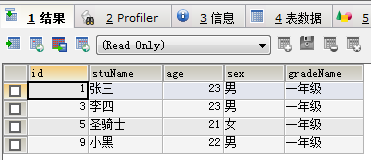 1 结果 2 Profiler 3 信息 4 表数据 5
(Read Only)
id stuName age sex gradeName
1 张三 23 男 一年级
3 李四 23 男 一年级
5 圣骑士 21 女 一年级
9 小黑 22 男 一年级